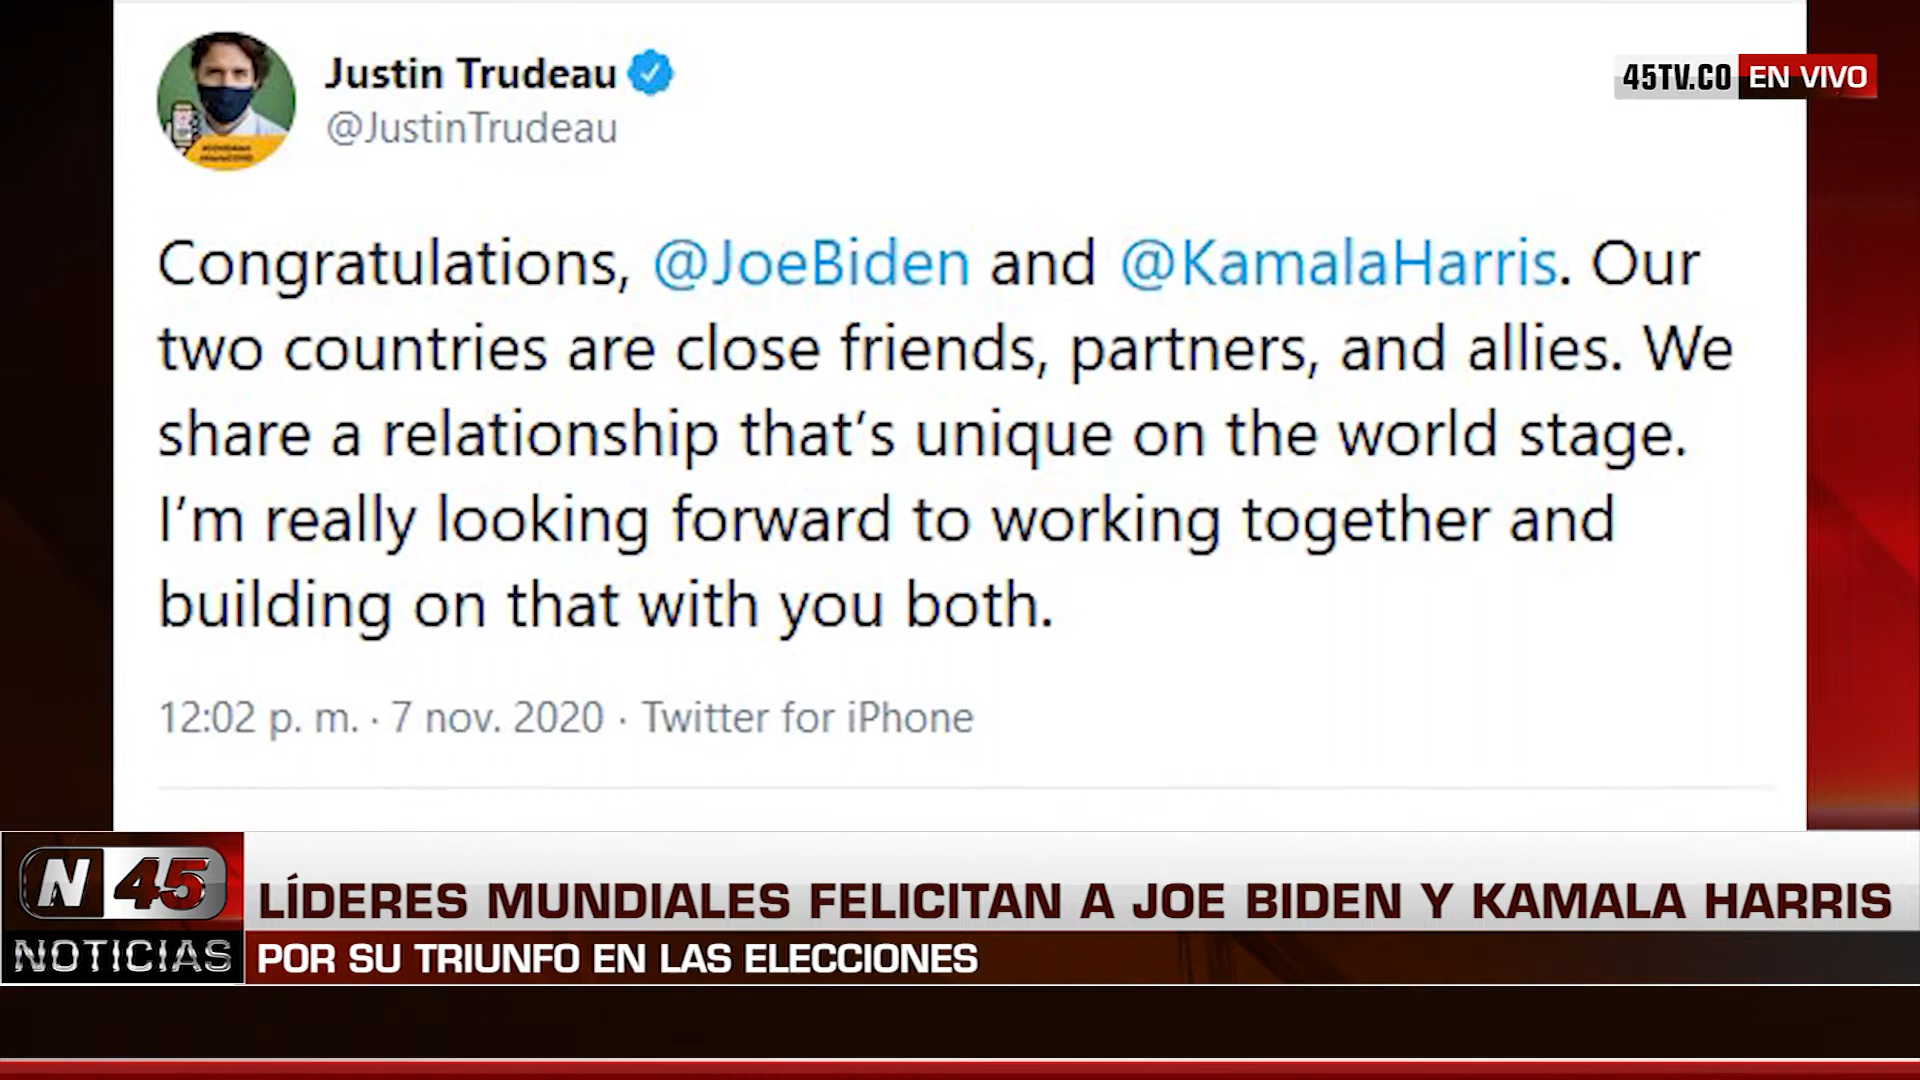 Justin Trudeau
@JustinTrudeau
45TV.CO EN VIVO
Congratulations, @JoeBiden and @KamalaHarris. Our
two countries are close friends, partners, and allies. We
share a relationship that’s unique on the world stage.
I’m really looking forward to working together and
building on that with you both.
12:02 p. m. · 7 nov. 2020 · Twitter for iPhone
N 45
NOTICIAS
LÍDERES MUNDIALES FELICITAN A JOE BIDEN Y KAMALA HARRIS
POR SU TRIUNFO EN LAS ELECCIONES